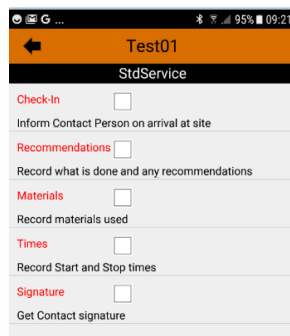 G ... 95% 09:21
Test01
StdService
Check-In
Inform Contact Person on arrival at site
Recommendations
Record what is done and any recommendations
Materials
Record materials used
Times
Record Start and Stop times
Signature
Get Contact signature